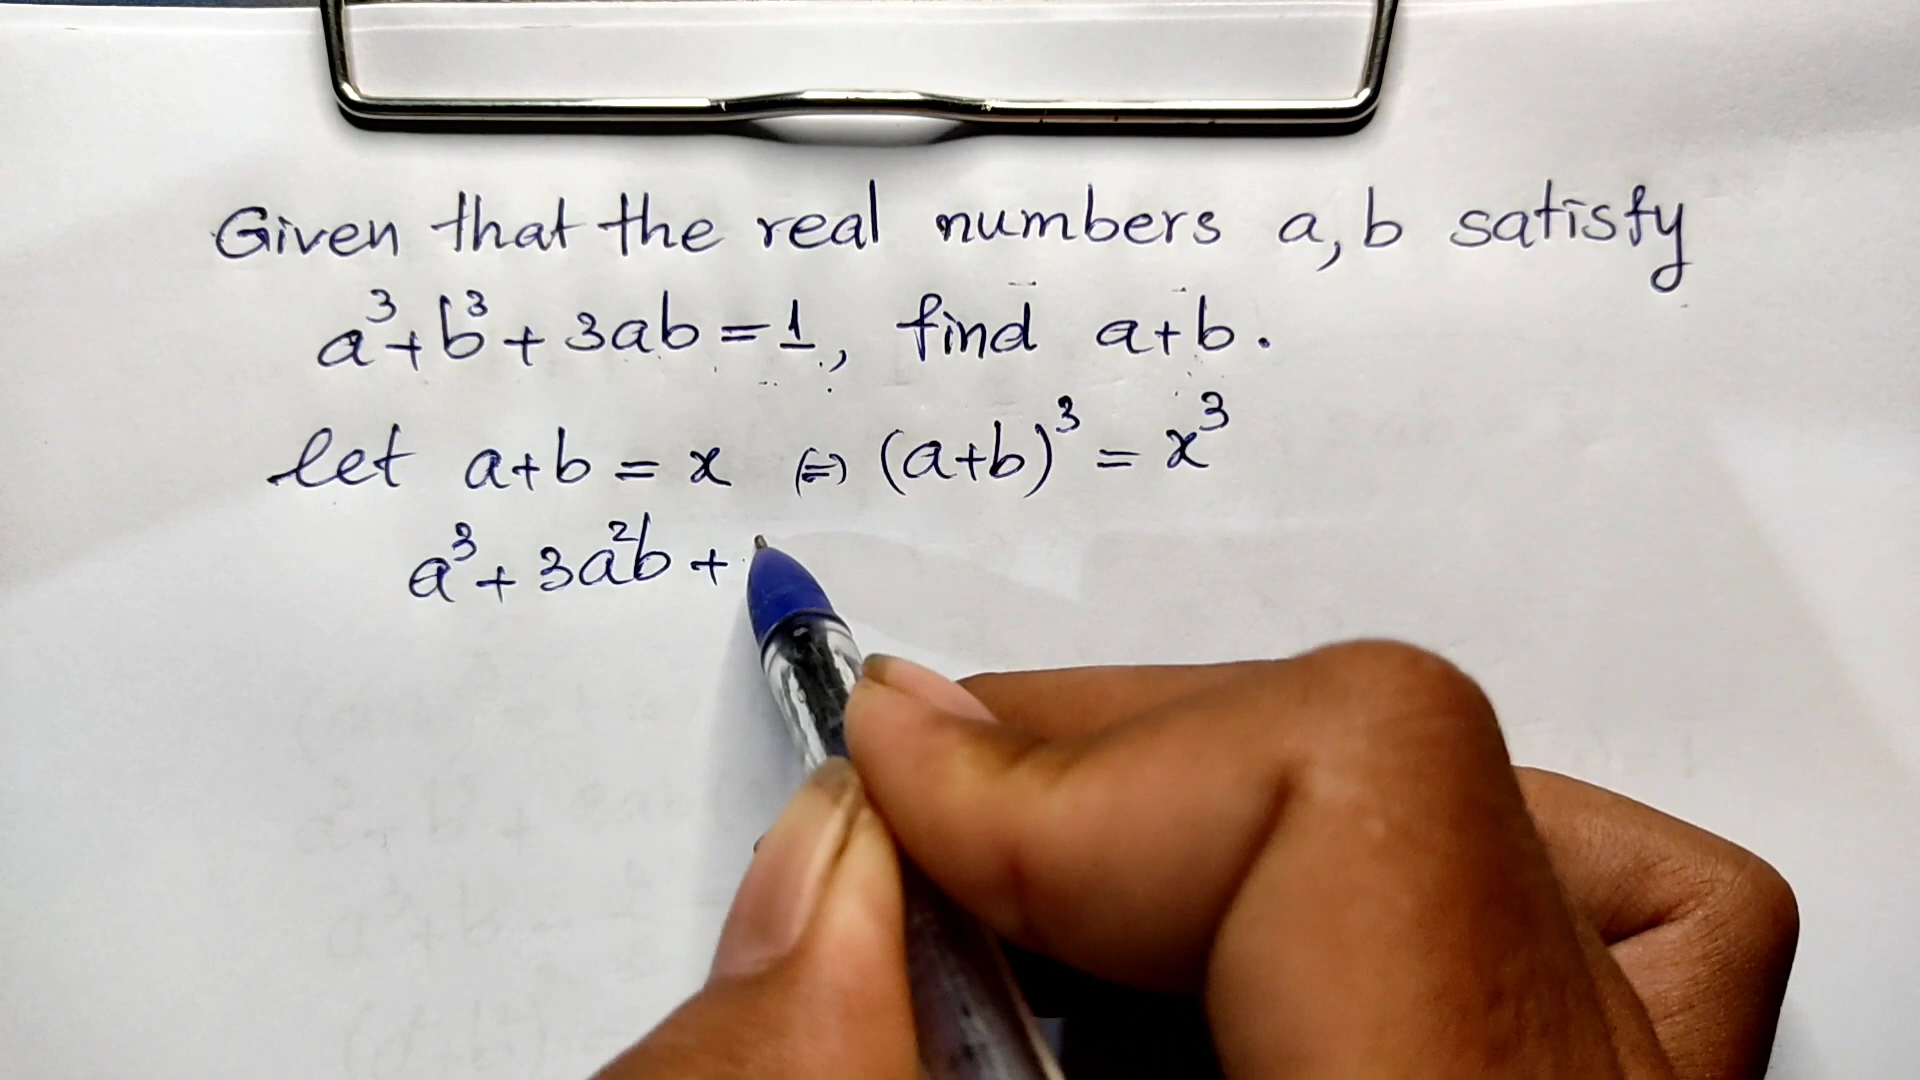 Given that the real numbers a, b satisfy
a³+b³+3ab=1, find a+b.
let a+b=x (=) (a+b)³=x³
a³+3a²b+